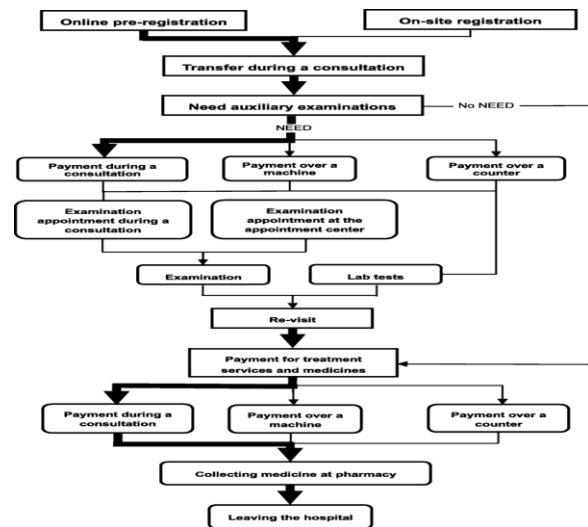 Online pre-registration
On-site registration
Transfer during a consultation
Need auxiliary examinations
No NEED
NEED
Payment during a
consultation
Payment over a
machine
Payment over a
counter
Examination
appointment during a
consultation
Examination
appointment at the
appointment center
Examination
Lab tests
Re-visit
Payment for treatment
services and medicines
Payment during a
consultation
Payment over a
machine
Payment over a
counter
Collecting medicine at pharmacy
Leaving the hospital